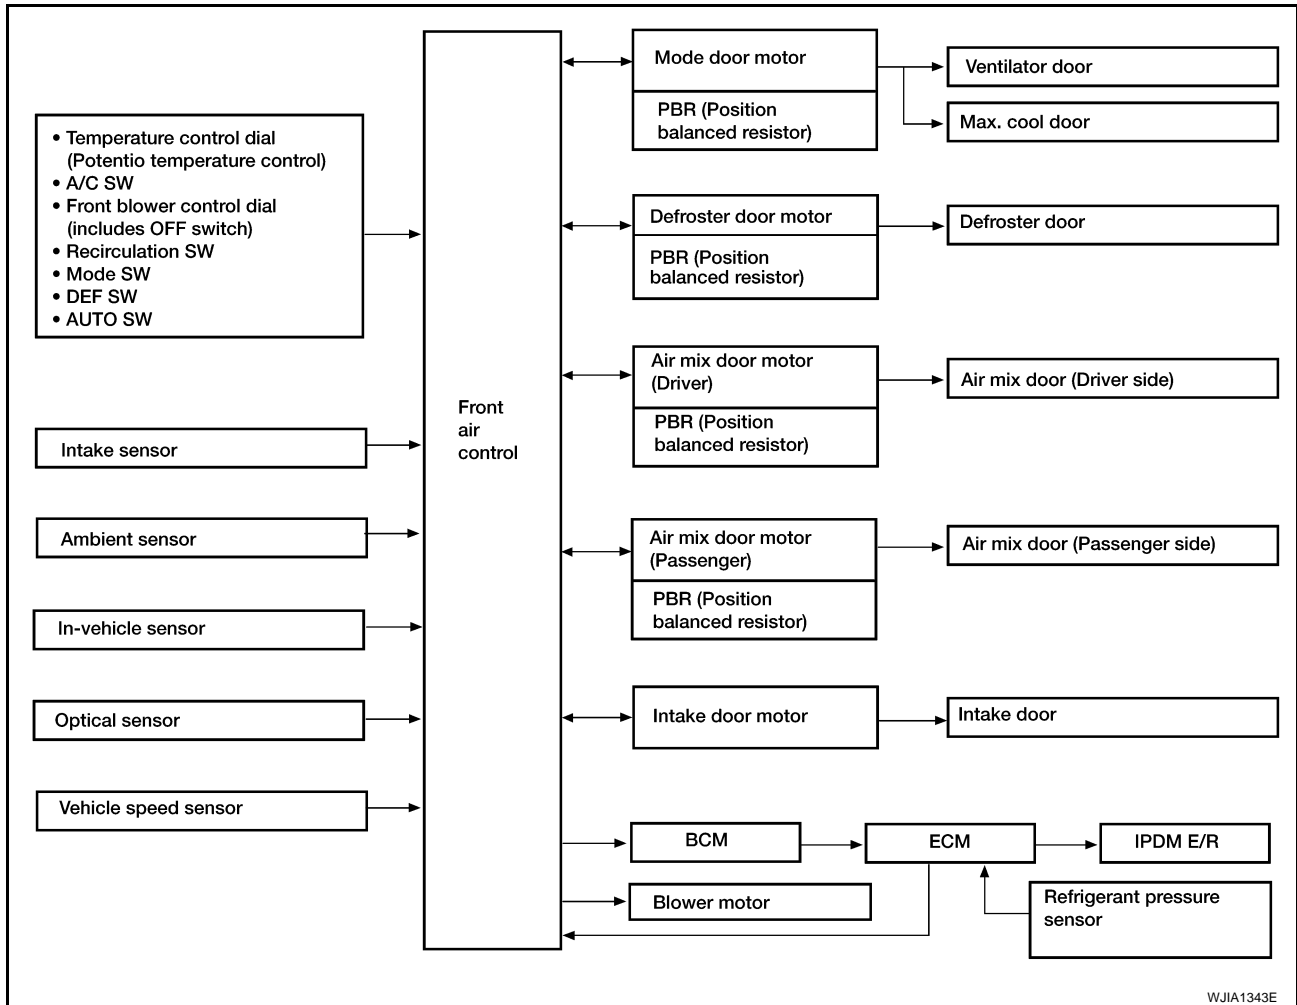 • Temperature control dial
(Potentio temperature control)
• A/C SW
• Front blower control dial
(includes OFF switch)
• Recirculation SW
• Mode SW
• DEF SW
• AUTO SW
Intake sensor
Ambient sensor
In-vehicle sensor
Optical sensor
Vehicle speed sensor
Front
air
control
Mode door motor
PBR (Position
balanced resistor)
Ventilator door
Max. cool door
Defroster door motor
PBR (Position
balanced resistor)
Defroster door
Air mix door motor
(Driver)
PBR (Position
balanced resistor)
Air mix door (Driver side)
Air mix door motor
(Passenger)
PBR (Position
balanced resistor)
Air mix door (Passenger side)
Intake door motor
Intake door
BCM
ECM
IPDM E/R
Blower motor
Refrigerant pressure
sensor
WJIA1343E